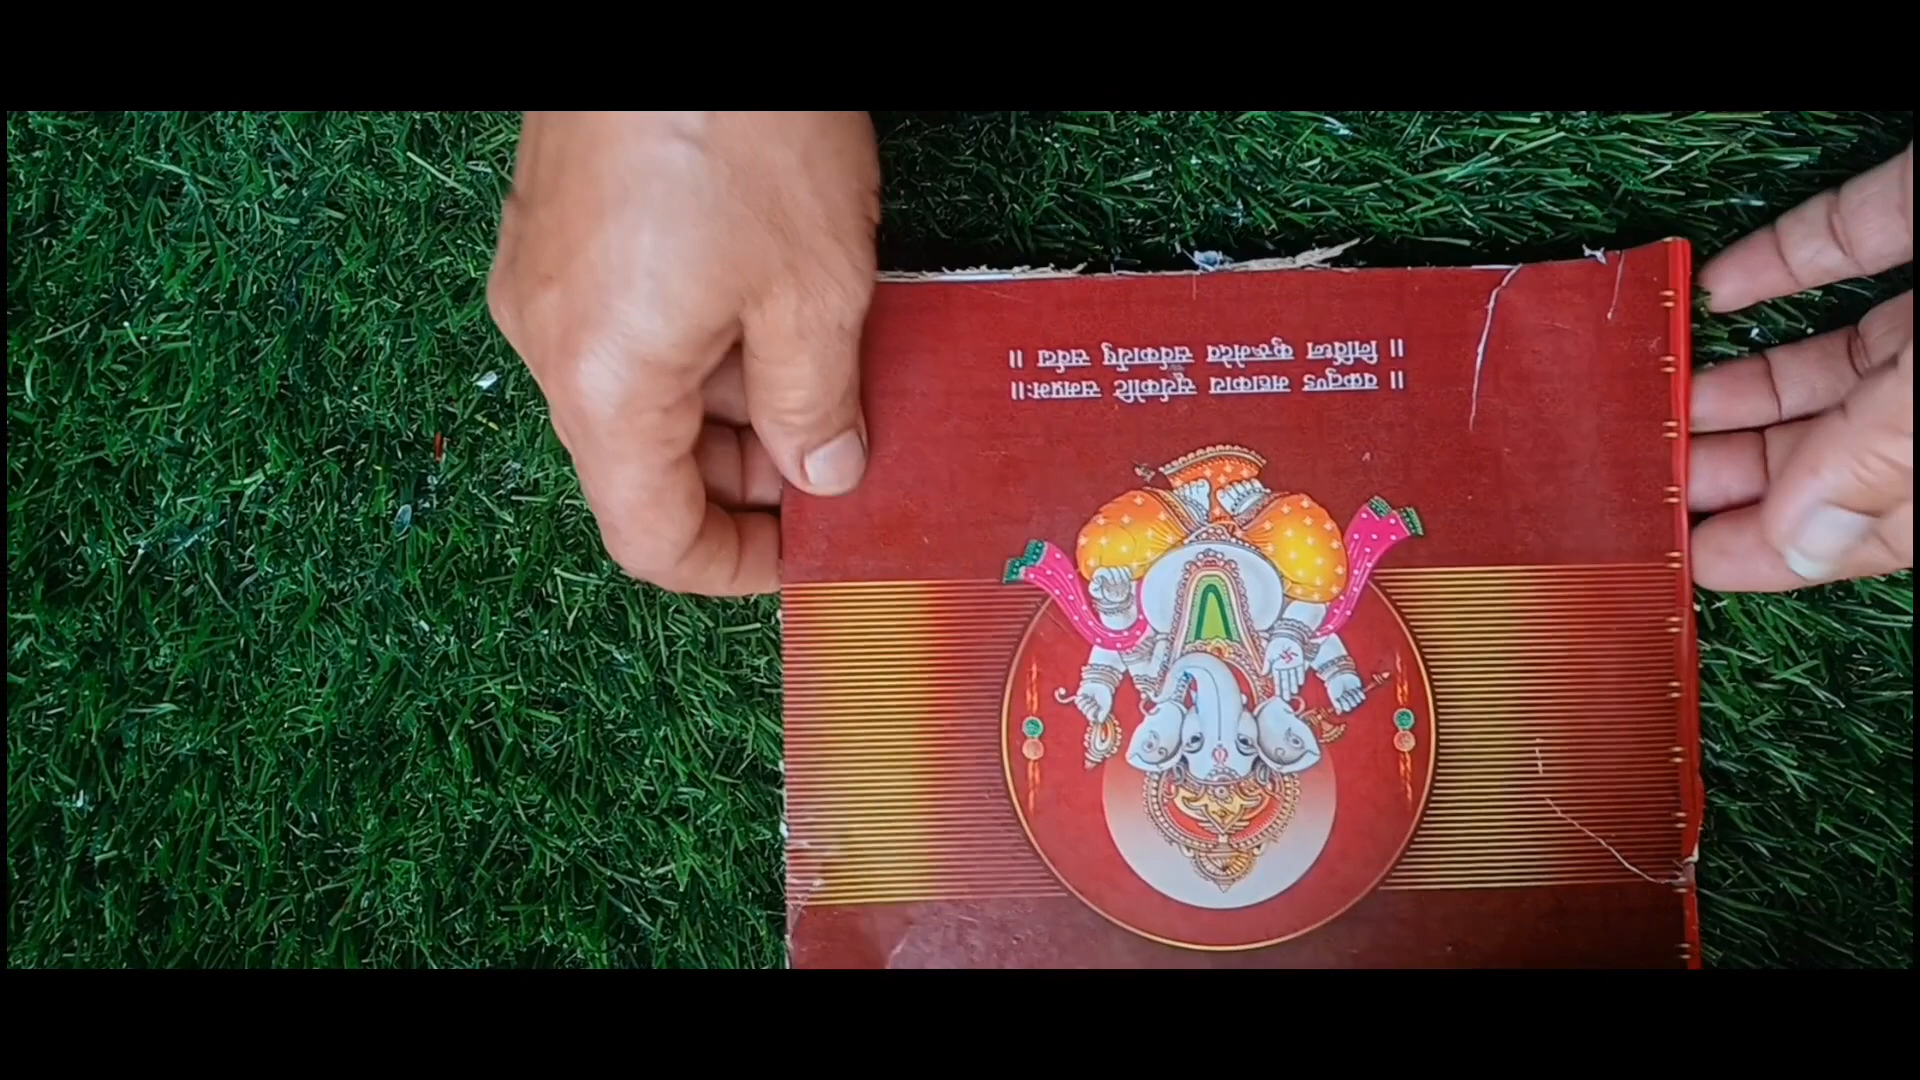 ॥ वक्रतुण्ड महाकाय सूर्यकोटि समप्रभः॥
॥ निर्विघ्न कुरूमेदेव सर्वकार्येषु सर्वदा ॥